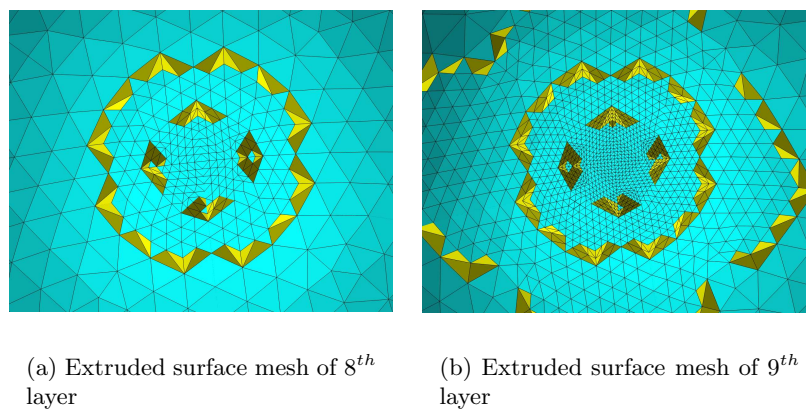 (a) Extruded surface mesh of 8th
layer
(b) Extruded surface mesh of 9th
layer